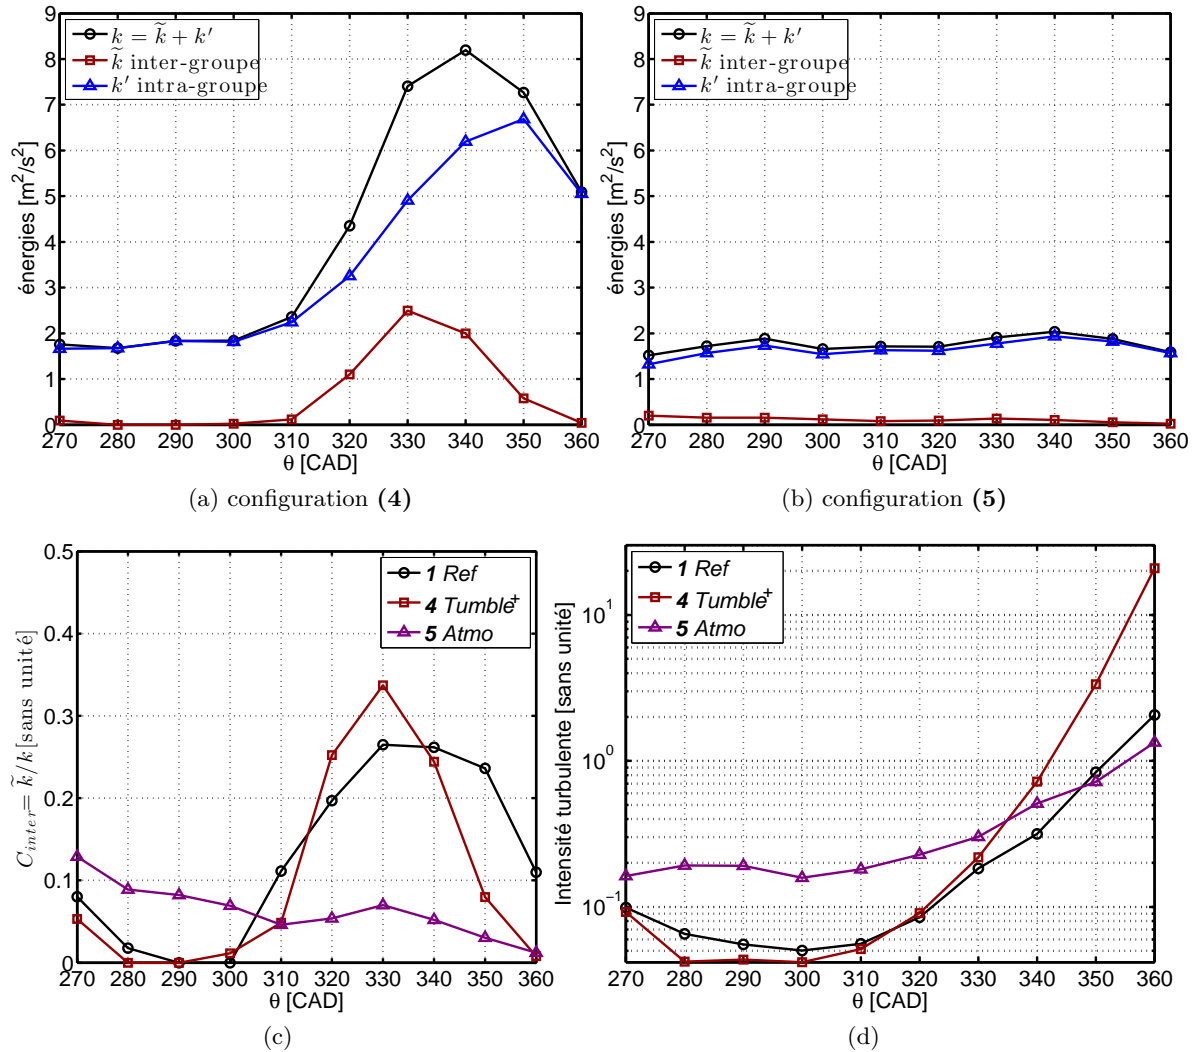 k = k̃ + k′
k̃ inter-groupe
k′ intra-groupe
énergies [m²/s²]
9
8
7
6
5
4
3
2
1
0
270 280 290 300 310 320 330 340 350 360
θ [CAD]
(a) configuration (4)
k = k̃ + k′
k̃ inter-groupe
k′ intra-groupe
énergies [m²/s²]
9
8
7
6
5
4
3
2
1
0
270 280 290 300 310 320 330 340 350 360
θ [CAD]
(b) configuration (5)
1 Ref
4 Tumble⁺
5 Atmo
C_inter = k̃/k [sans unité]
0.5
0.4
0.3
0.2
0.1
0
270 280 290 300 310 320 330 340 350 360
θ [CAD]
(c)
1 Ref
4 Tumble⁺
5 Atmo
Intensité turbulente [sans unité]
10¹
10⁰
10⁻¹
270 280 290 300 310 320 330 340 350 360
θ [CAD]
(d)